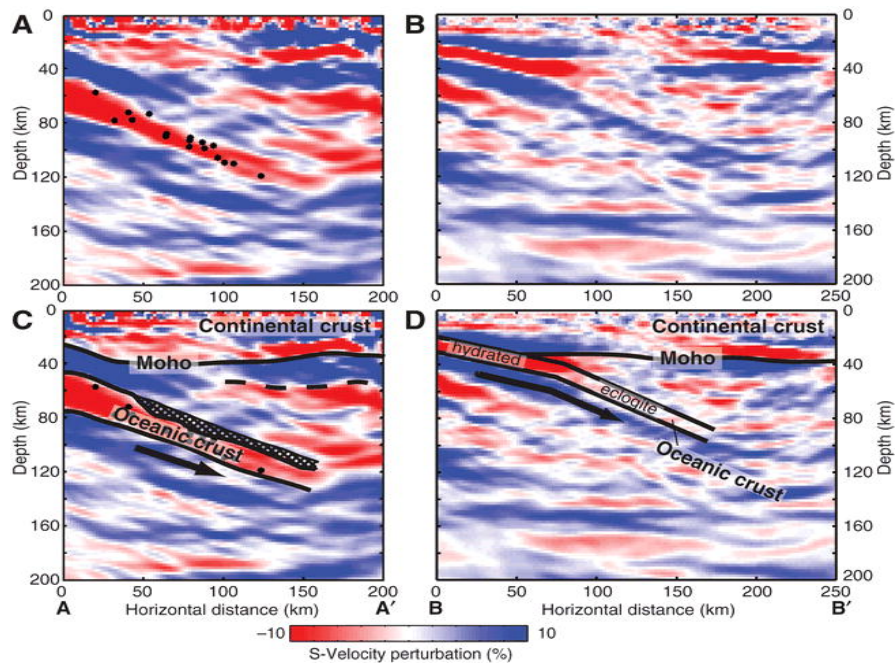 A
B
0
40
80
120
160
200
Depth (km)
0
50
100
150
200
0
50
100
150
200
250
0
40
80
120
160
200
Depth (km)
C
D
Continental crust
Moho
Oceanic crust
0
40
80
120
160
200
Depth (km)
0
50
100
150
200
A
Horizontal distance (km)
A′
Continental crust
hydrated
Moho
eclogite
Oceanic crust
0
40
80
120
160
200
Depth (km)
0
50
100
150
200
250
B
Horizontal distance (km)
B′
−10
10
S-Velocity perturbation (%)